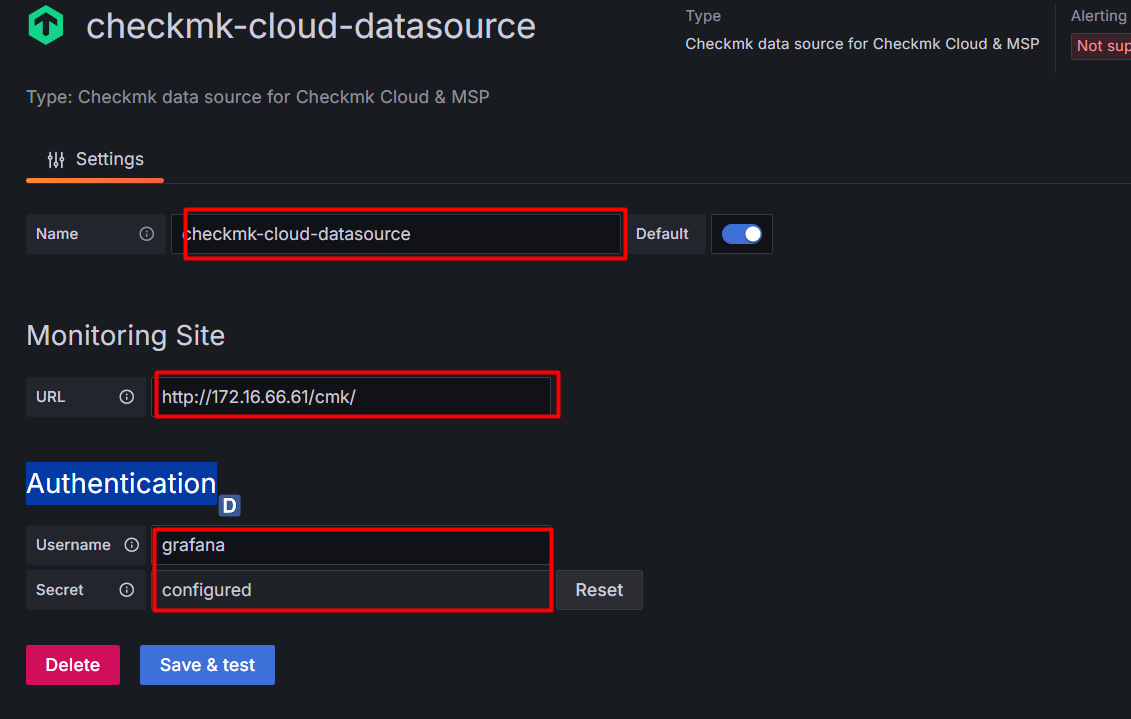 checkmk-cloud-datasource
Type
Alerting
Checkmk data source for Checkmk Cloud & MSP
Not sup
Type: Checkmk data source for Checkmk Cloud & MSP
Settings
Name
checkmk-cloud-datasource
Default
Monitoring Site
URL
http://172.16.66.61/cmk/
Authentication
D
Username
grafana
Secret
configured
Reset
Delete
Save & test